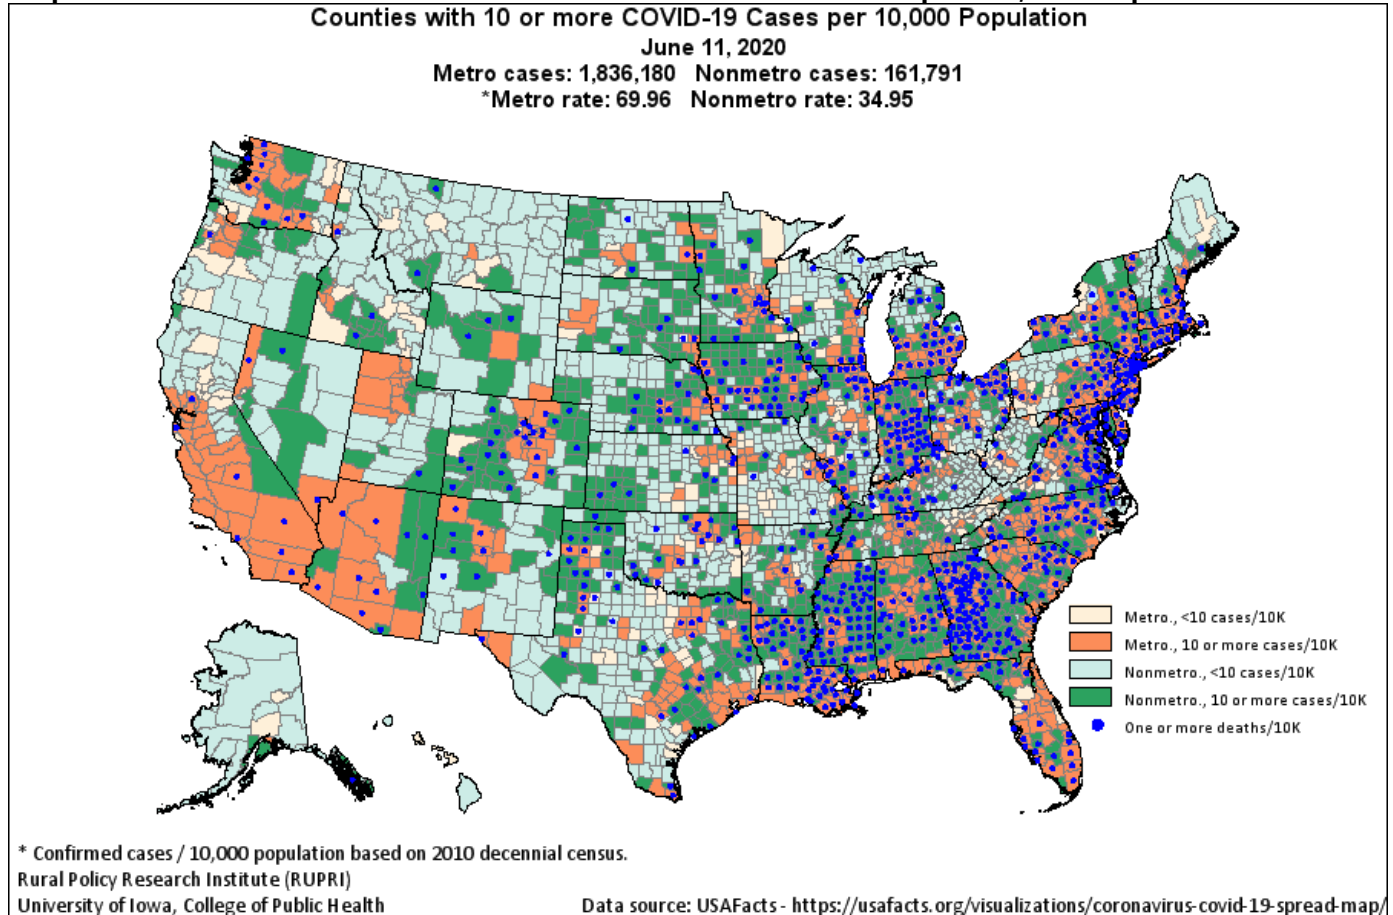 Counties with 10 or more COVID-19 Cases per 10,000 Population
June 11, 2020
Metro cases: 1,836,180   Nonmetro cases: 161,791
*Metro rate: 69.96   Nonmetro rate: 34.95
Metro., <10 cases/10K
Metro., 10 or more cases/10K
Nonmetro., <10 cases/10K
Nonmetro., 10 or more cases/10K
One or more deaths/10K
* Confirmed cases / 10,000 population based on 2010 decennial census.
Rural Policy Research Institute (RUPRI)
University of Iowa, College of Public Health
Data source: USAFacts - https://usafacts.org/visualizations/coronavirus-covid-19-spread-map/